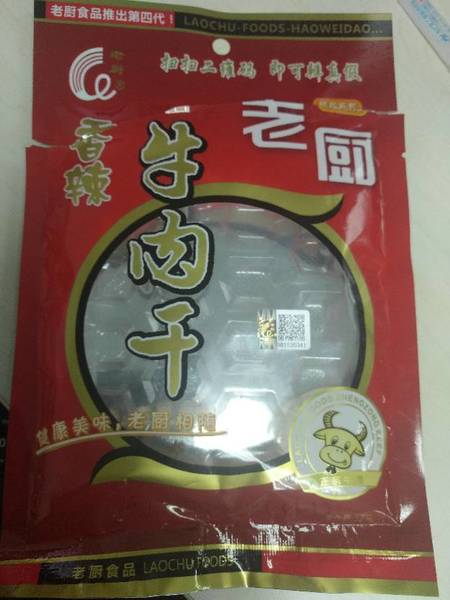 老厨食品推出第四代！
LAOCHU-FOODS-HAOWEIDAO...
扫扫二维码 即可辨真假
老厨
香辣
牛肉干
健康美味，老厨相随
老厨食品 LAOCHU FOODS